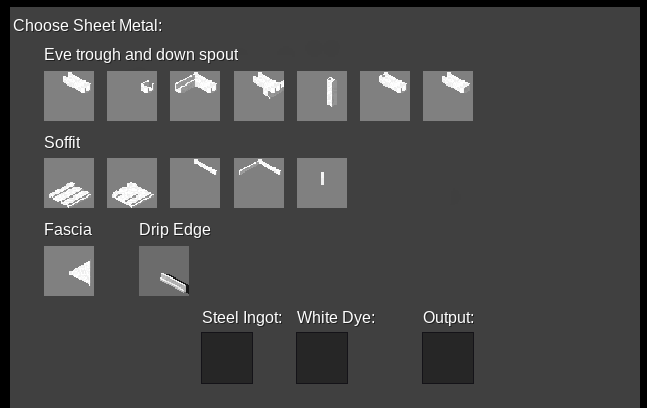 Choose Sheet Metal:
Eve trough and down spout
Soffit
Fascia
Drip Edge
Steel Ingot:
White Dye:
Output: